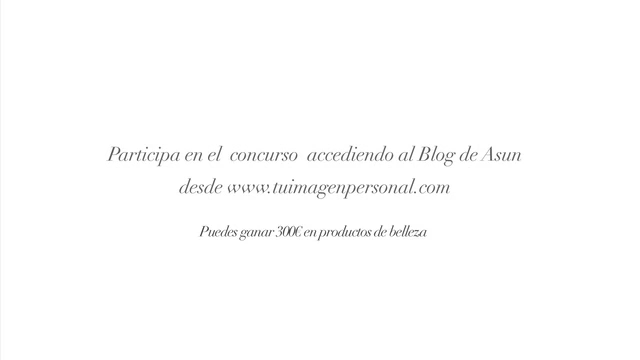 Participa en el concurso accediendo al Blog de Asun
desde www.tuimagenpersonal.com
Puedes ganar 300€ en productos de belleza